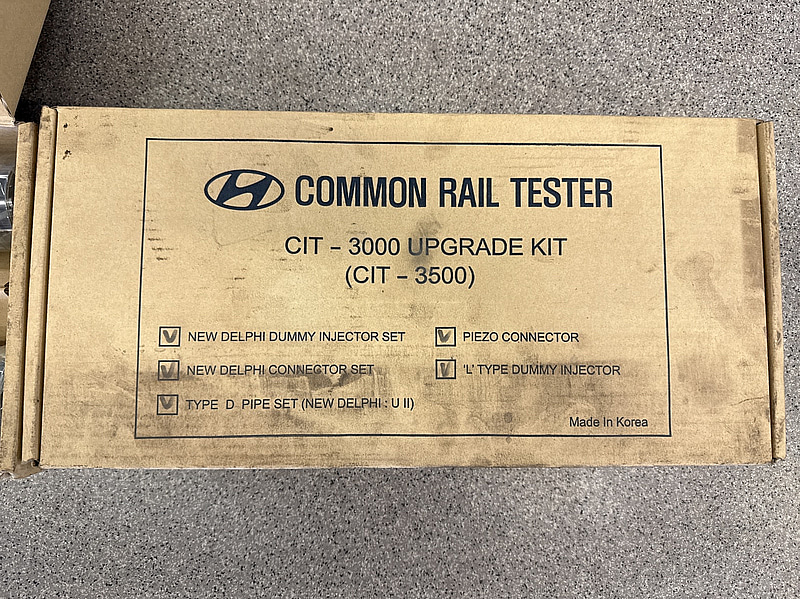 COMMON RAIL TESTER
CIT - 3000 UPGRADE KIT
(CIT - 3500)
NEW DELPHI DUMMY INJECTOR SET
PIEZO CONNECTOR
NEW DELPHI CONNECTOR SET
'L' TYPE DUMMY INJECTOR
TYPE D PIPE SET (NEW DELPHI : U II)
Made In Korea